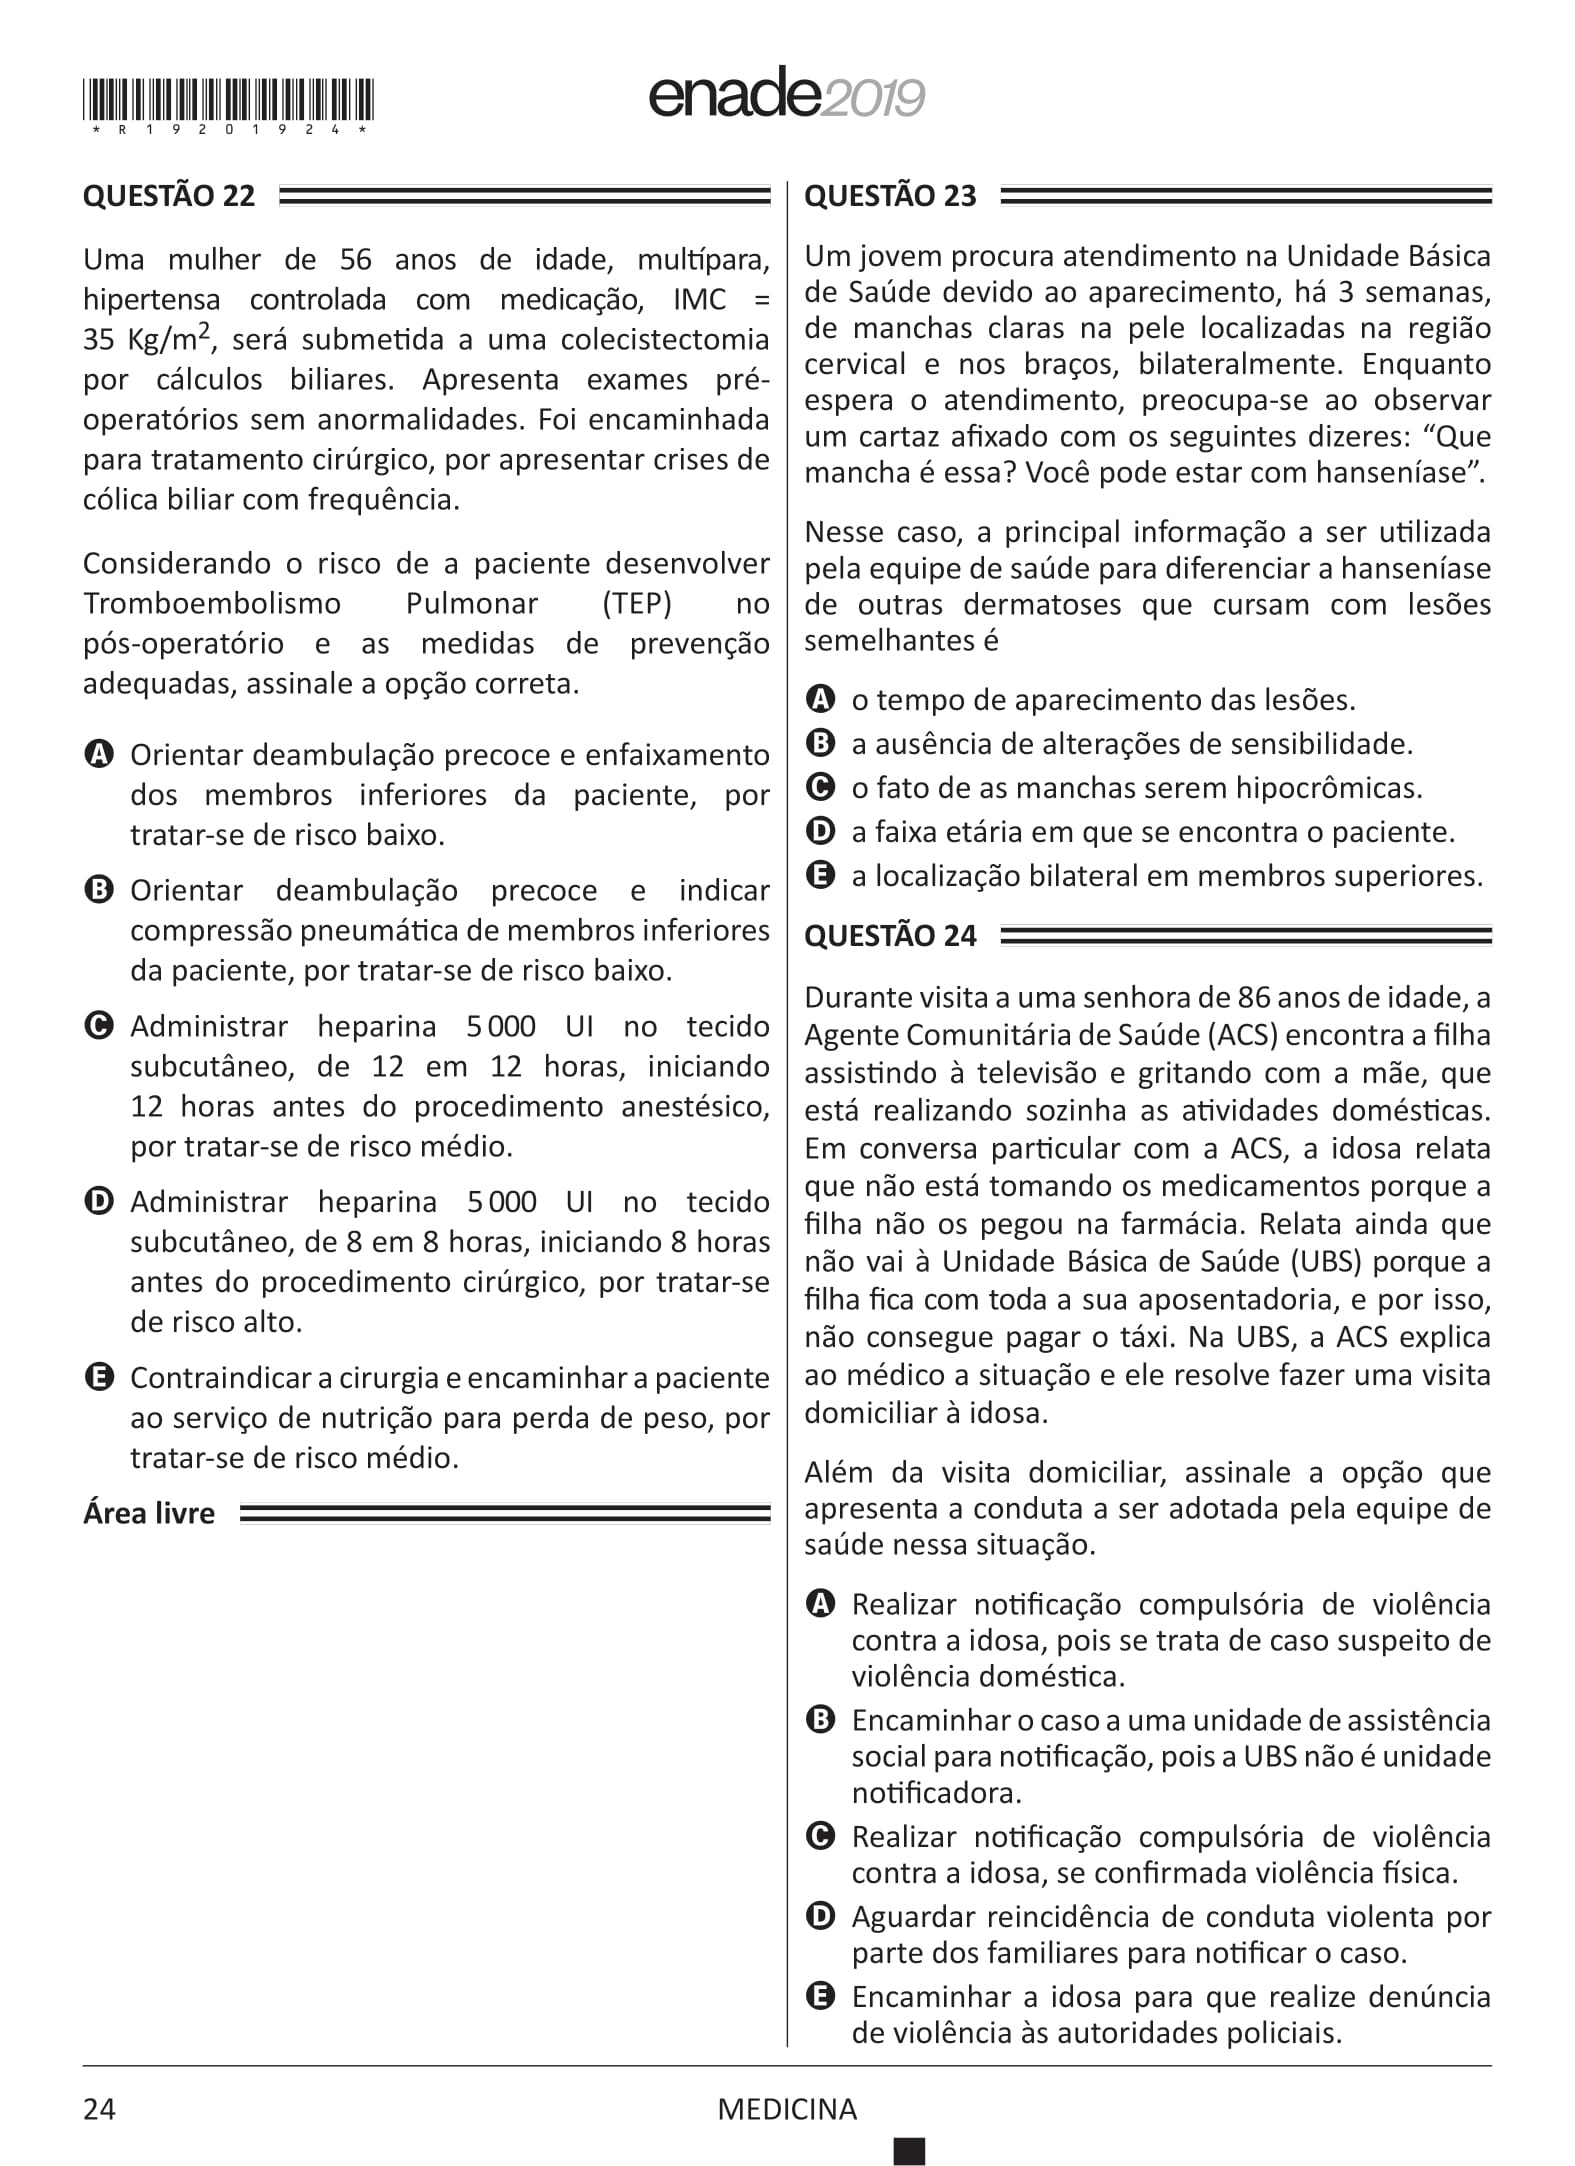 *R19201924*
enade2019
QUESTÃO 22
Uma mulher de 56 anos de idade, multípara,
hipertensa controlada com medicação, IMC =
35 Kg/m², será submetida a uma colecistectomia
por cálculos biliares. Apresenta exames pré-
operatórios sem anormalidades. Foi encaminhada
para tratamento cirúrgico, por apresentar crises de
cólica biliar com frequência.
Considerando o risco de a paciente desenvolver
Tromboembolismo Pulmonar (TEP) no
pós-operatório e as medidas de prevenção
adequadas, assinale a opção correta.
A Orientar deambulação precoce e enfaixamento
dos membros inferiores da paciente, por
tratar-se de risco baixo.
B Orientar deambulação precoce e indicar
compressão pneumática de membros inferiores
da paciente, por tratar-se de risco baixo.
C Administrar heparina 5 000 UI no tecido
subcutâneo, de 12 em 12 horas, iniciando
12 horas antes do procedimento anestésico,
por tratar-se de risco médio.
D Administrar heparina 5 000 UI no tecido
subcutâneo, de 8 em 8 horas, iniciando 8 horas
antes do procedimento cirúrgico, por tratar-se
de risco alto.
E Contraindicar a cirurgia e encaminhar a paciente
ao serviço de nutrição para perda de peso, por
tratar-se de risco médio.
Área livre
QUESTÃO 23
Um jovem procura atendimento na Unidade Básica
de Saúde devido ao aparecimento, há 3 semanas,
de manchas claras na pele localizadas na região
cervical e nos braços, bilateralmente. Enquanto
espera o atendimento, preocupa-se ao observar
um cartaz afixado com os seguintes dizeres: “Que
mancha é essa? Você pode estar com hanseníase”.
Nesse caso, a principal informação a ser utilizada
pela equipe de saúde para diferenciar a hanseníase
de outras dermatoses que cursam com lesões
semelhantes é
A o tempo de aparecimento das lesões.
B a ausência de alterações de sensibilidade.
C o fato de as manchas serem hipocrômicas.
D a faixa etária em que se encontra o paciente.
E a localização bilateral em membros superiores.
QUESTÃO 24
Durante visita a uma senhora de 86 anos de idade, a
Agente Comunitária de Saúde (ACS) encontra a filha
assistindo à televisão e gritando com a mãe, que
está realizando sozinha as atividades domésticas.
Em conversa particular com a ACS, a idosa relata
que não está tomando os medicamentos porque a
filha não os pegou na farmácia. Relata ainda que
não vai à Unidade Básica de Saúde (UBS) porque a
filha fica com toda a sua aposentadoria, e por isso,
não consegue pagar o táxi. Na UBS, a ACS explica
ao médico a situação e ele resolve fazer uma visita
domiciliar à idosa.
Além da visita domiciliar, assinale a opção que
apresenta a conduta a ser adotada pela equipe de
saúde nessa situação.
A Realizar notificação compulsória de violência
contra a idosa, pois se trata de caso suspeito de
violência doméstica.
B Encaminhar o caso a uma unidade de assistência
social para notificação, pois a UBS não é unidade
notificadora.
C Realizar notificação compulsória de violência
contra a idosa, se confirmada violência física.
D Aguardar reincidência de conduta violenta por
parte dos familiares para notificar o caso.
E Encaminhar a idosa para que realize denúncia
de violência às autoridades policiais.
24
MEDICINA